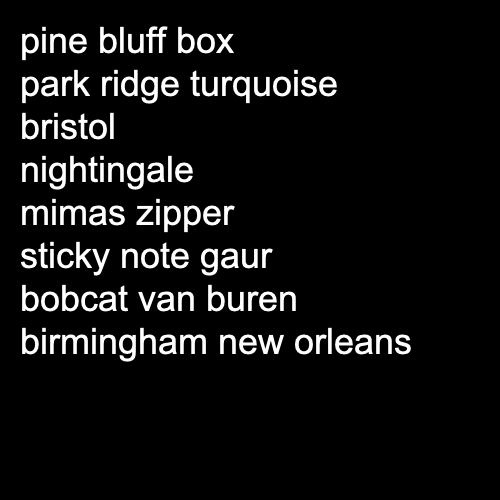 pine bluff box
park ridge turquoise
bristol
nightingale
mimas zipper
sticky note gaur
bobcat van buren
birmingham new orleans